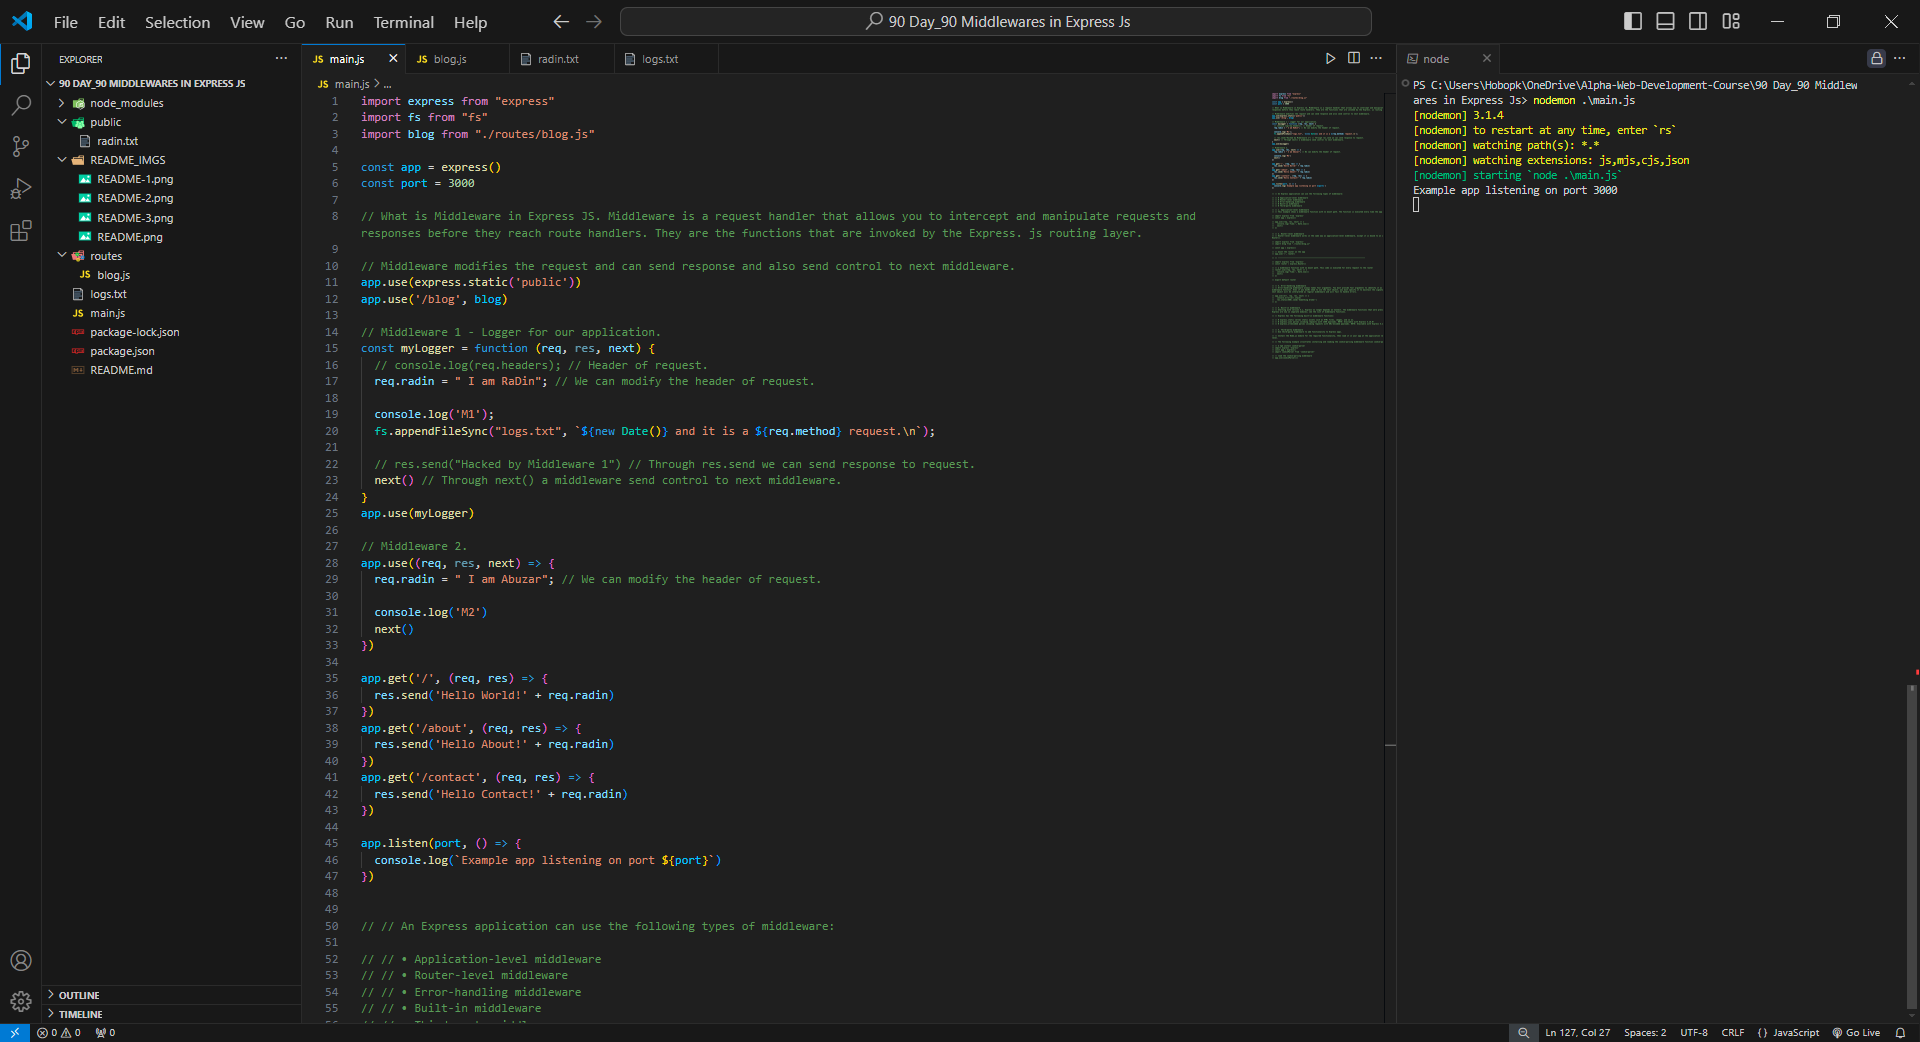 File Edit Selection View Go Run Terminal Help
90 Day_90 Middlewares in Express Js
EXPLORER
90 DAY_90 MIDDLEWARES IN EXPRESS JS
node_modules
public
radin.txt
README_IMGS
README-1.png
README-2.png
README-3.png
README.png
routes
JS blog.js
logs.txt
JS main.js
package-lock.json
package.json
README.md
OUTLINE
TIMELINE
JS main.js
JS blog.js
radin.txt
logs.txt
JS main.js > ...
1 import express from "express"
2 import fs from "fs"
3 import blog from "./routes/blog.js"
4
5 const app = express()
6 const port = 3000
7
8 // What is Middleware in Express JS. Middleware is a request handler that allows you to intercept and manipulate requests and
responses before they reach route handlers. They are the functions that are invoked by the Express. js routing layer.
9
10 // Middleware modifies the request and can send response and also send control to next middleware.
11 app.use(express.static('public'))
12 app.use('/blog', blog)
13
14 // Middleware 1 - Logger for our application.
15 const myLogger = function (req, res, next) {
16 // console.log(req.headers); // Header of request.
17 req.radin = " I am RaDin"; // We can modify the header of request.
18
19 console.log('M1');
20 fs.appendFileSync("logs.txt", `${new Date()} and it is a ${req.method} request.\n`);
21
22 // res.send("Hacked by Middleware 1") // Through res.send we can send response to request.
23 next() // Through next() a middleware send control to next middleware.
24 }
25 app.use(myLogger)
26
27 // Middleware 2.
28 app.use((req, res, next) => {
29 req.radin = " I am Abuzar"; // We can modify the header of request.
30
31 console.log('M2')
32 next()
33 })
34
35 app.get('/', (req, res) => {
36 res.send('Hello World!' + req.radin)
37 })
38 app.get('/about', (req, res) => {
39 res.send('Hello About!' + req.radin)
40 })
41 app.get('/contact', (req, res) => {
42 res.send('Hello Contact!' + req.radin)
43 })
44
45 app.listen(port, () => {
46 console.log(`Example app listening on port ${port}`)
47 })
48
49
50 // // An Express application can use the following types of middleware:
51
52 // // • Application-level middleware
53 // // • Router-level middleware
54 // // • Error-handling middleware
55 // // • Built-in middleware
node
PS C:\Users\Hobopk\OneDrive\Alpha-Web-Development-Course\90 Day_90 Middlew
ares in Express Js> nodemon .\main.js
[nodemon] 3.1.4
[nodemon] to restart at any time, enter `rs`
[nodemon] watching path(s): *.*
[nodemon] watching extensions: js,mjs,cjs,json
[nodemon] starting `node .\main.js`
Example app listening on port 3000
0 0 0
Ln 127, Col 27 Spaces: 2 UTF-8 CRLF {} JavaScript Go Live